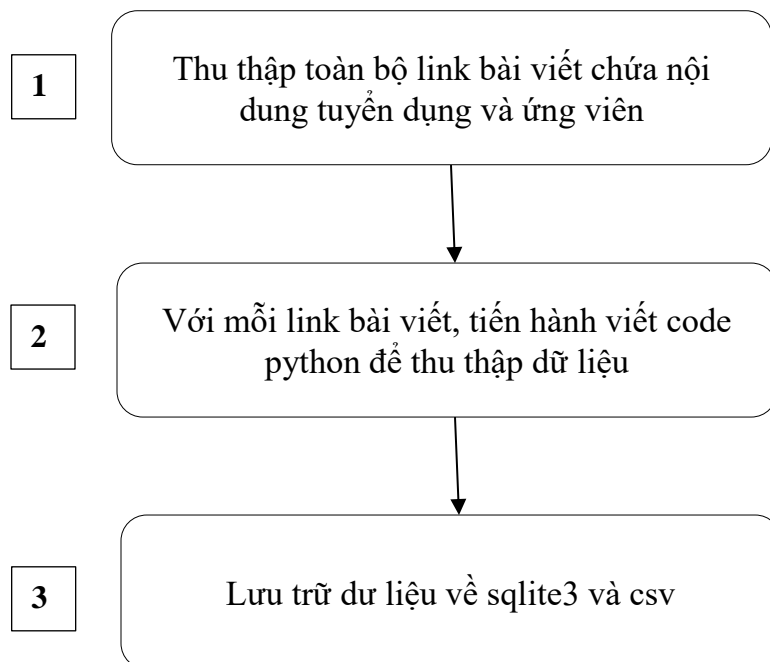 1
Thu thập toàn bộ link bài viết chứa nội
dung tuyển dụng và ứng viên
2
Với mỗi link bài viết, tiến hành viết code
python để thu thập dữ liệu
3
Lưu trữ dư liệu về sqlite3 và csv